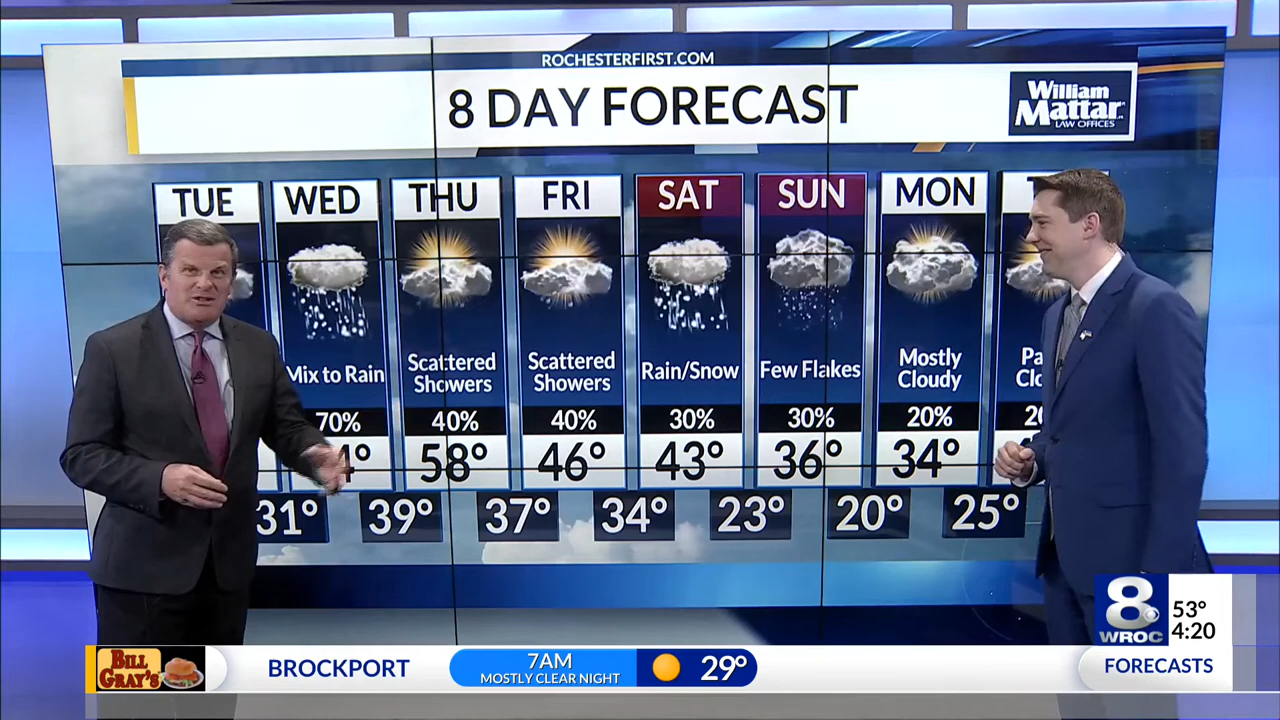 ROCHESTERFIRST.COM
8 DAY FORECAST
William
Mattar
LAW OFFICES
TUE WED THU FRI SAT SUN MON
Mix to Rain
Scattered
Showers
Scattered
Showers
Rain/Snow
Few Flakes
Mostly
Cloudy
70% 40% 40% 30% 30% 20%
58° 46° 43° 36° 34°
31° 39° 37° 34° 23° 20° 25°
8
WROC
53°
4:20
BILL
GRAY'S
BROCKPORT
7AM
MOSTLY CLEAR NIGHT
29°
FORECASTS